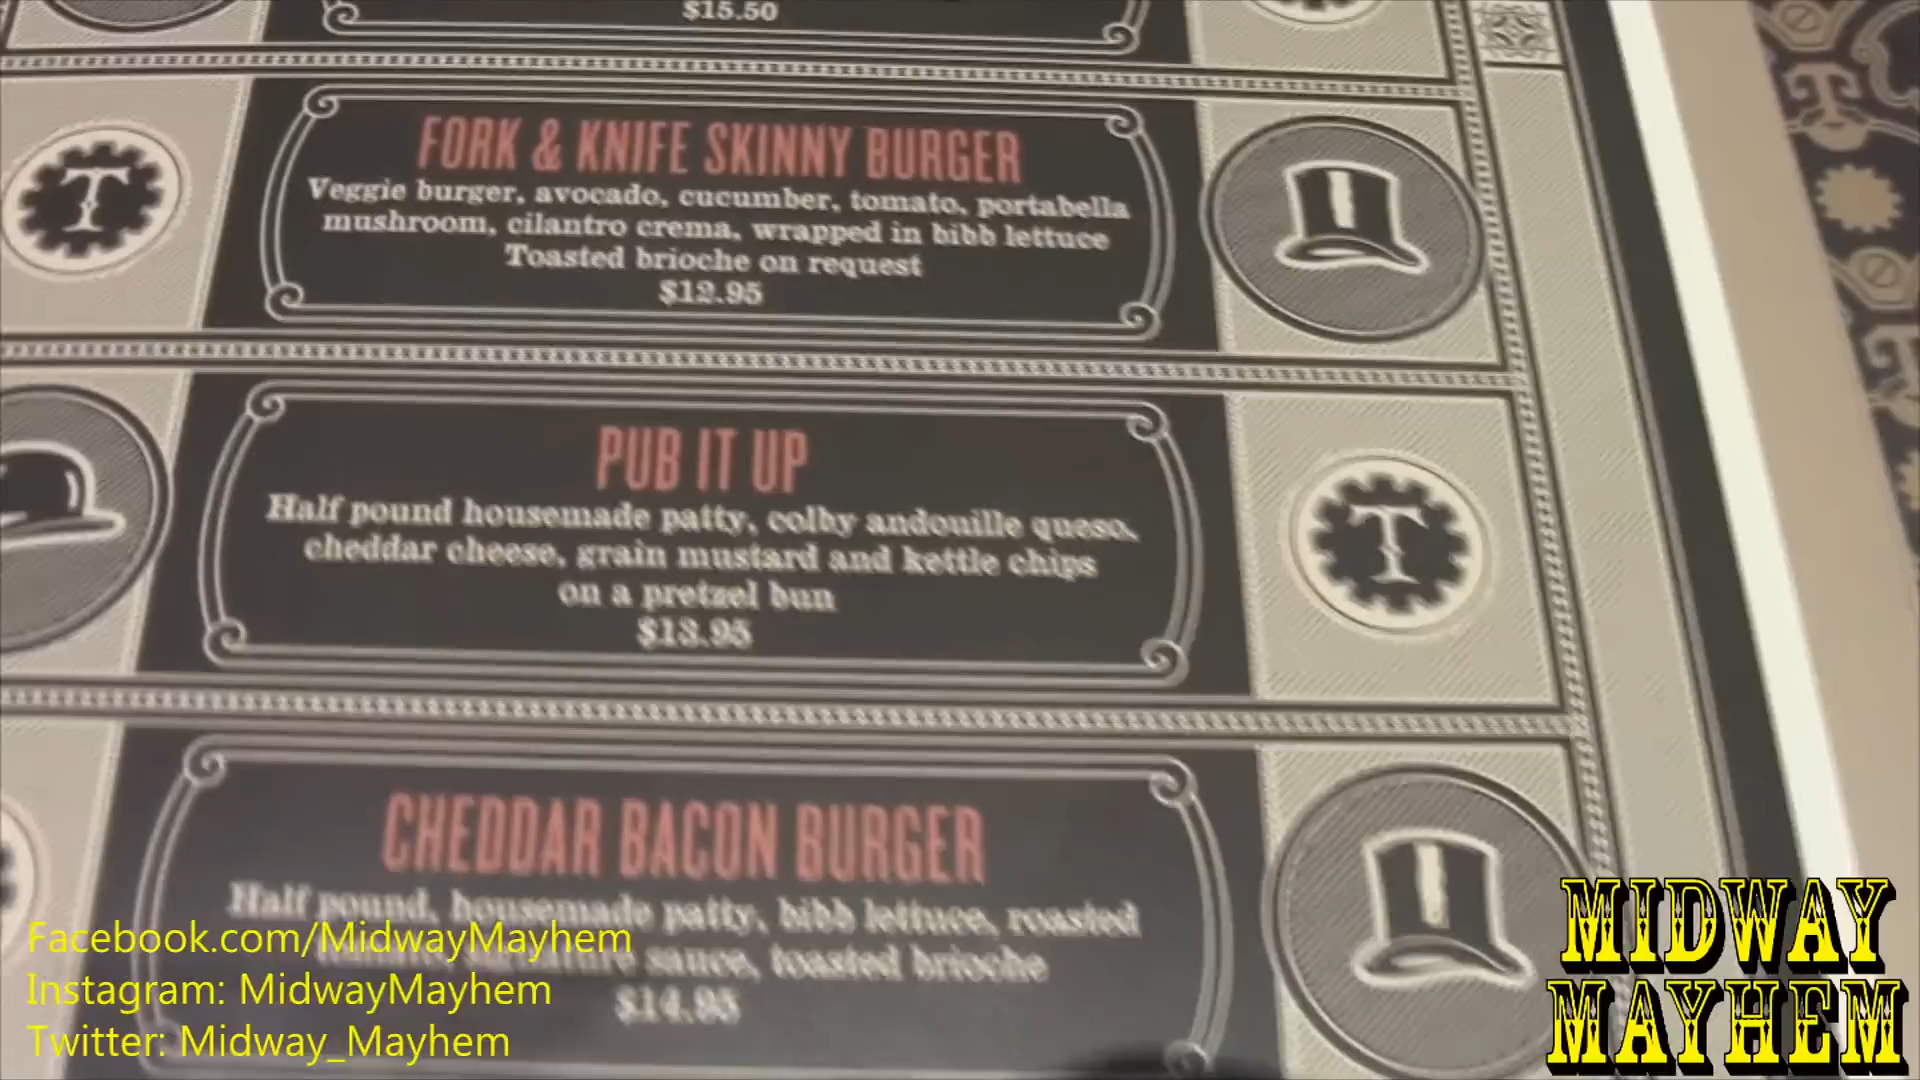 $15.50
FORK & KNIFE SKINNY BURGER
Veggie burger, avocado, cucumber, tomato, portabella
mushroom, cilantro crema, wrapped in bibb lettuce
Toasted brioche on request
$12.95
T
PUB IT UP
Half pound housemade patty, colby andouille queso,
cheddar cheese, grain mustard and kettle chips
on a pretzel bun
$13.95
T
CHEDDAR BACON BURGER
Half pound, housemade patty, bibb lettuce, roasted
sauce, toasted brioche
$14.95
Facebook.com/MidwayMayhem
Instagram: MidwayMayhem
Twitter: Midway_Mayhem
MIDWAY
MAYHEM